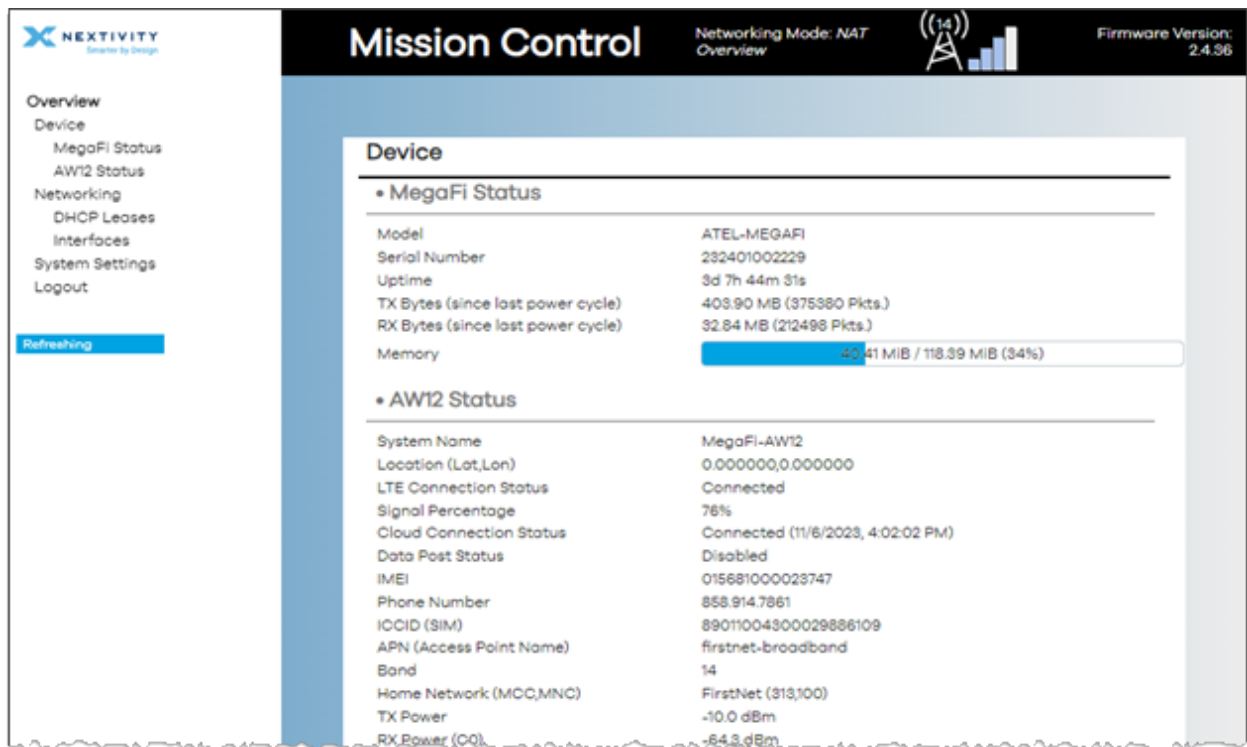 NEXTIVITY
Smarter by Design
Mission Control
Networking Mode: NAT
Overview
((14))
Firmware Version:
2.4.36
Overview
Device
MegaFi Status
AW12 Status
Networking
DHCP Leases
Interfaces
System Settings
Logout
Refreshing
Device
• MegaFi Status
Model ATEL-MEGAFI
Serial Number 232401002229
Uptime 3d 7h 44m 31s
TX Bytes (since last power cycle) 403.90 MB (375380 Pkts.)
RX Bytes (since last power cycle) 32.84 MB (212498 Pkts.)
Memory 40.41 MiB / 118.39 MiB (34%)
• AW12 Status
System Name MegaFi-AW12
Location (Lat,Lon) 0.000000,0.000000
LTE Connection Status Connected
Signal Percentage 76%
Cloud Connection Status Connected (11/6/2023, 4:02:02 PM)
Data Post Status Disabled
IMEI 015681000023747
Phone Number 858.914.7861
ICCID (SIM) 89011004300029886109
APN (Access Point Name) firstnet-broadband
Band 14
Home Network (MCC,MNC) FirstNet (313,100)
TX Power -10.0 dBm
RX Power (C0) -64.3 dBm